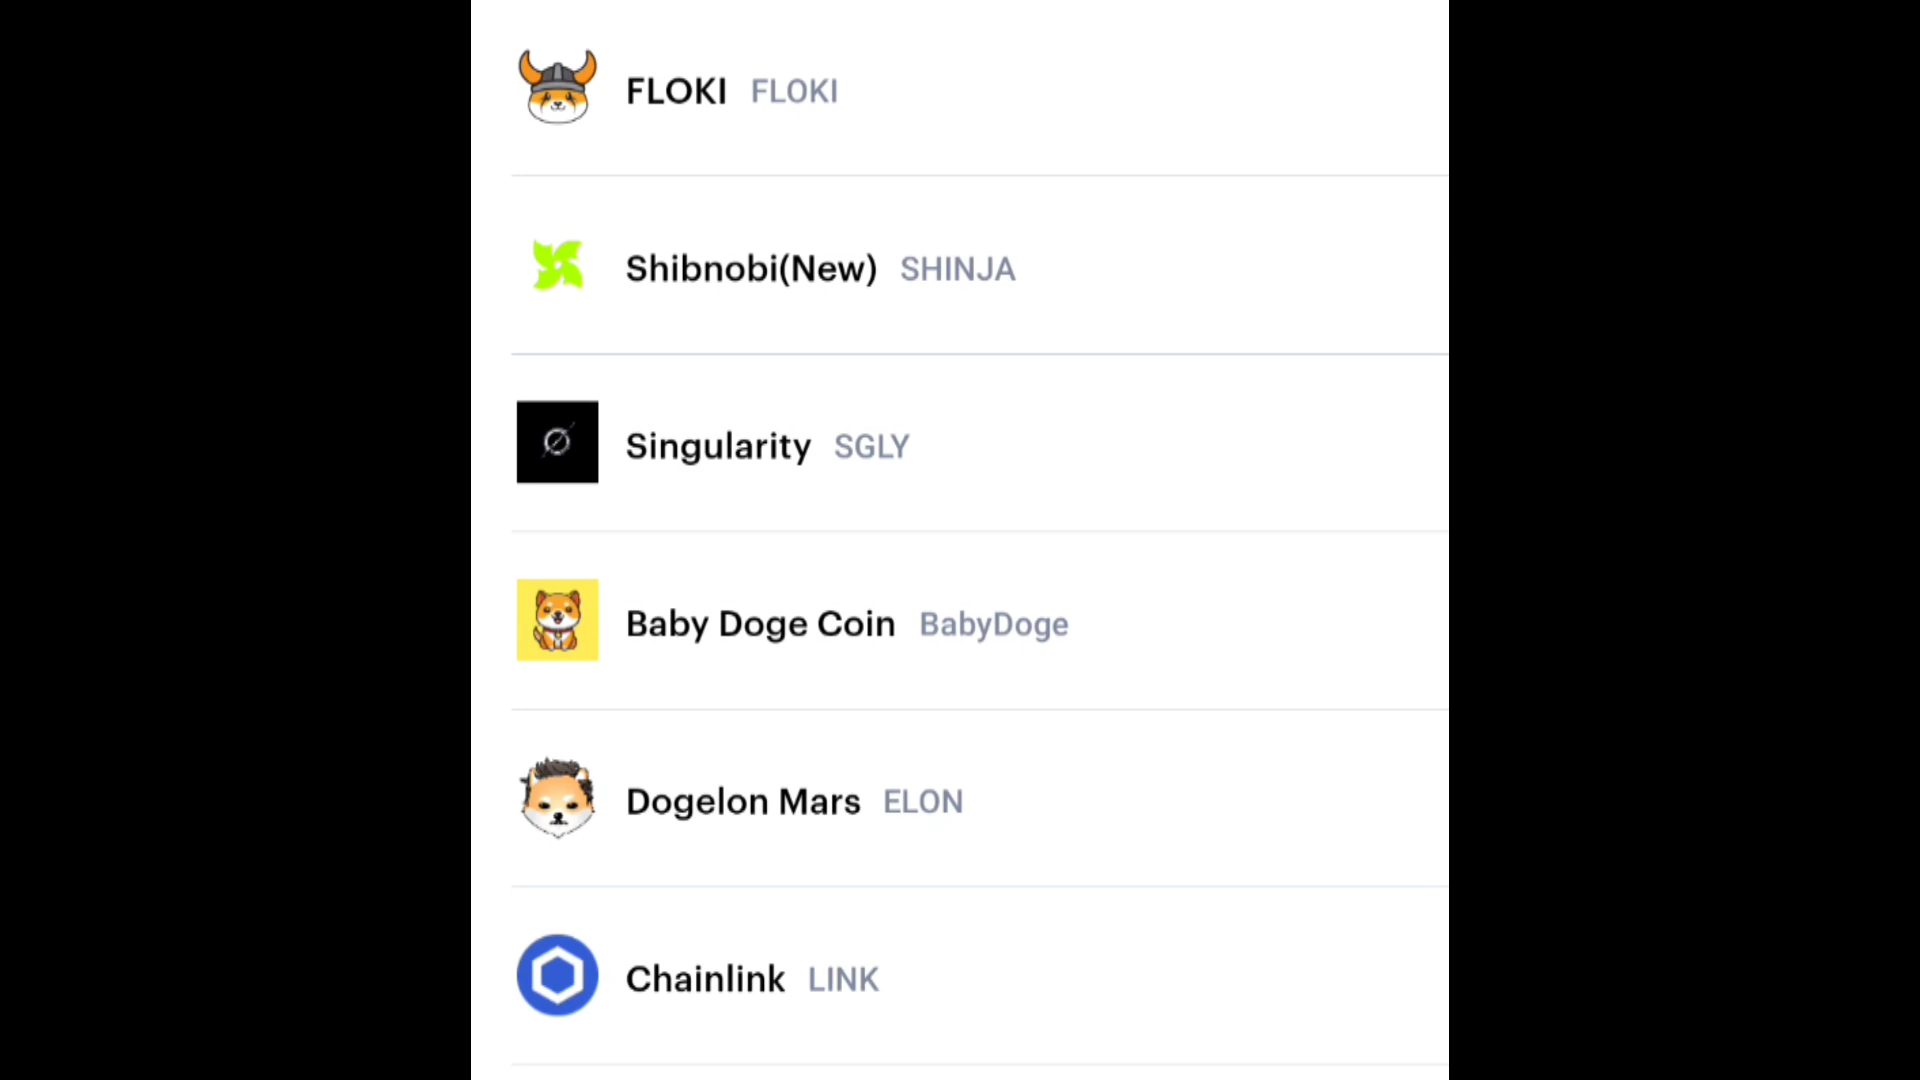 FLOKI FLOKI
Shibnobi(New) SHINJA
Singularity SGLY
Baby Doge Coin BabyDoge
Dogelon Mars ELON
Chainlink LINK